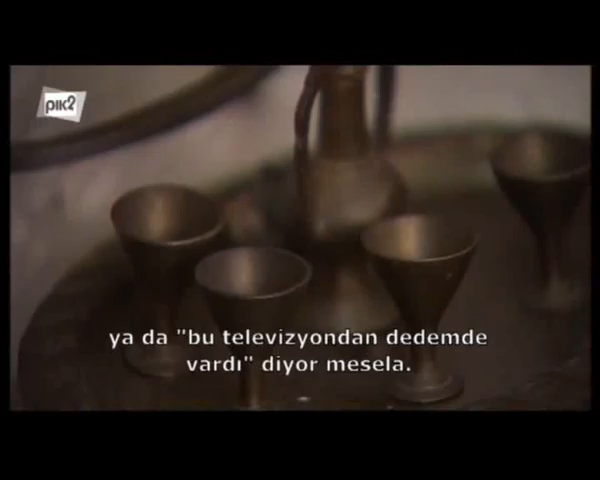 ρικ2
ya da "bu televizyondan dedemde
vardı" diyor mesela.